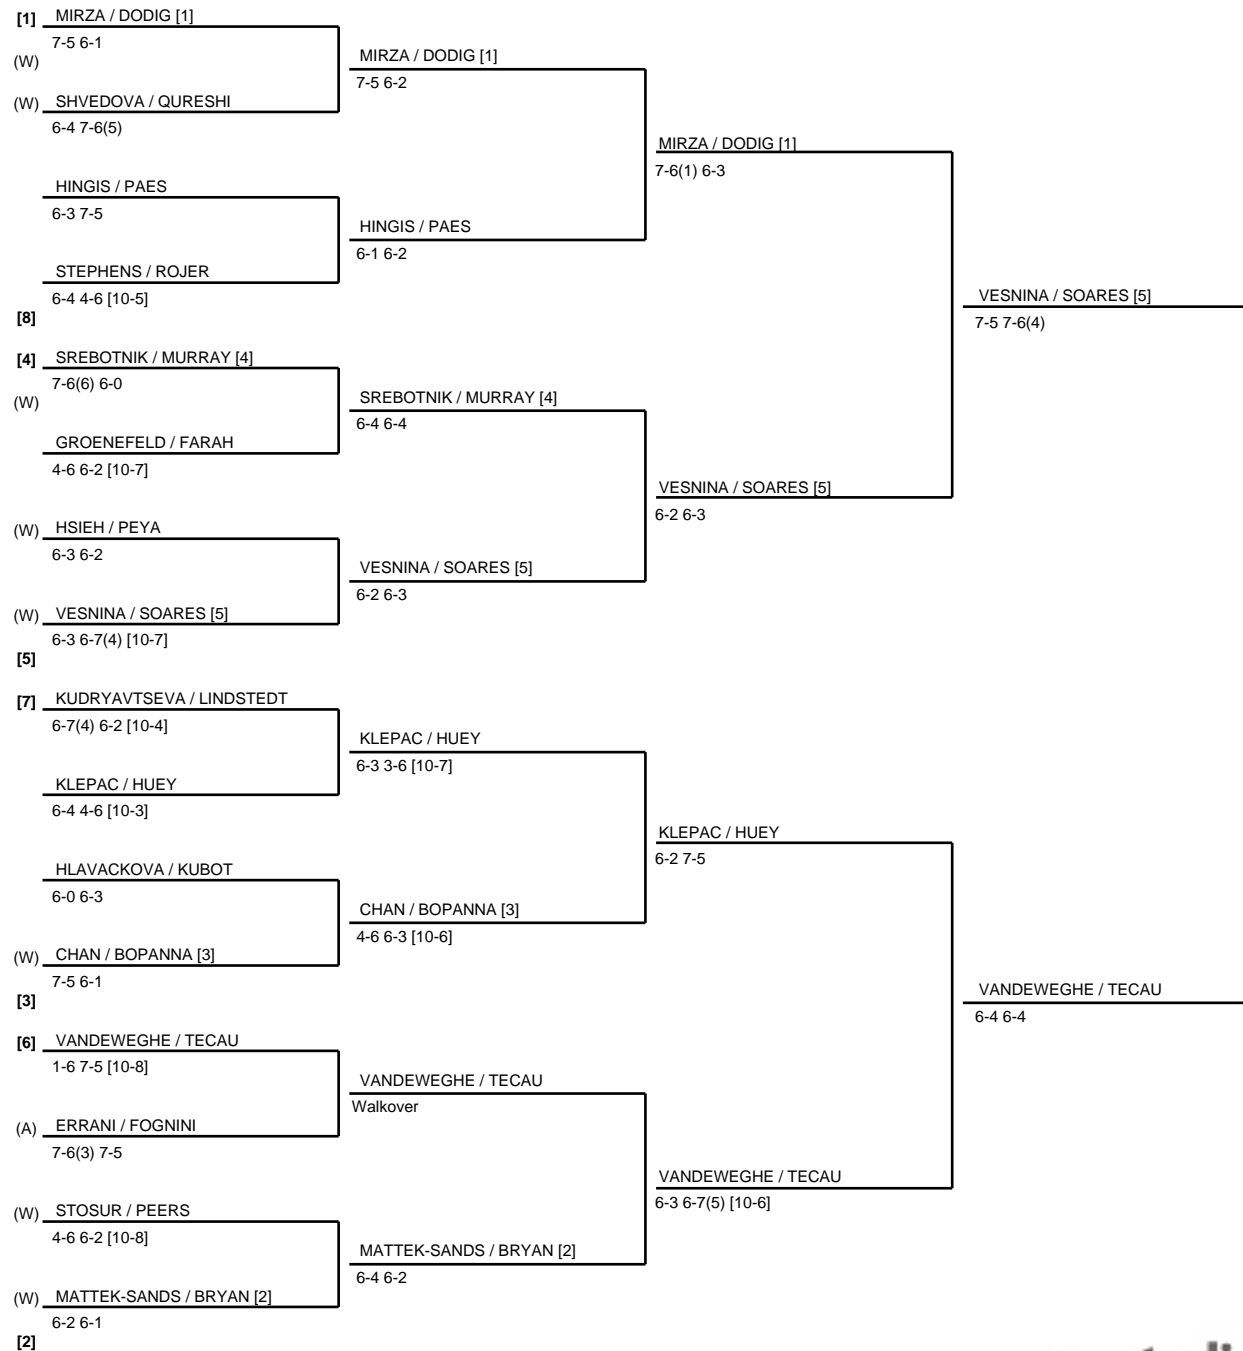 [1] MIRZA / DODIG [1]
7-5 6-1
(W)
(W) SHVEDOVA / QURESHI
6-4 7-6(5)
HINGIS / PAES
6-3 7-5
STEPHENS / ROJER
6-4 4-6 [10-5]
[8]
[4] SREBOTNIK / MURRAY [4]
7-6(6) 6-0
(W)
GROENEFELD / FARAH
4-6 6-2 [10-7]
(W) HSIEH / PEYA
6-3 6-2
(W) VESNINA / SOARES [5]
6-3 6-7(4) [10-7]
[5]
[7] KUDRYAVTSEVA / LINDSTEDT
6-7(4) 6-2 [10-4]
KLEPAC / HUEY
6-4 4-6 [10-3]
HLAVACKOVA / KUBOT
6-0 6-3
(W) CHAN / BOPANNA [3]
7-5 6-1
[3]
[6] VANDEWEGHE / TECAU
1-6 7-5 [10-8]
(A) ERRANI / FOGNINI
7-6(3) 7-5
(W) STOSUR / PEERS
4-6 6-2 [10-8]
(W) MATTEK-SANDS / BRYAN [2]
6-2 6-1
[2]
MIRZA / DODIG [1]
7-5 6-2
HINGIS / PAES
6-1 6-2
SREBOTNIK / MURRAY [4]
6-4 6-4
VESNINA / SOARES [5]
6-2 6-3
KLEPAC / HUEY
6-3 3-6 [10-7]
CHAN / BOPANNA [3]
4-6 6-3 [10-6]
VANDEWEGHE / TECAU
Walkover
MATTEK-SANDS / BRYAN [2]
6-4 6-2
MIRZA / DODIG [1]
7-6(1) 6-3
VESNINA / SOARES [5]
6-2 6-3
KLEPAC / HUEY
6-2 7-5
VANDEWEGHE / TECAU
6-3 6-7(5) [10-6]
VESNINA / SOARES [5]
7-5 7-6(4)
VANDEWEGHE / TECAU
6-4 6-4